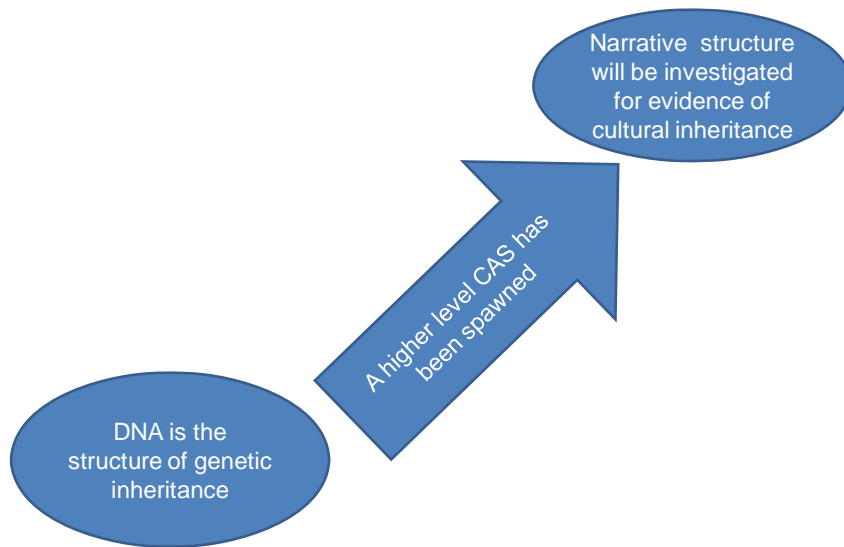 Narrative structure
will be investigated
for evidence of
cultural inheritance
A higher level CAS has
been spawned
DNA is the
structure of genetic
inheritance